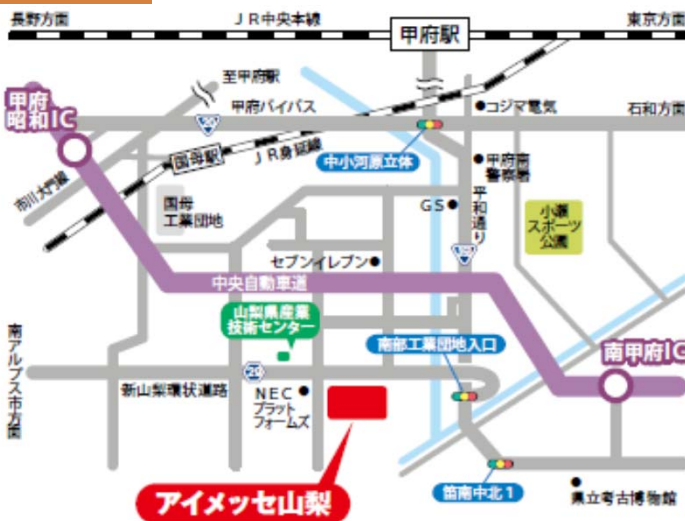 長野方面
JR中央本線
東京方面
甲府駅
至甲府駅
甲府バイパス
コジマ電気
石和方面
甲府
昭和IC
20
中小河原立体
国母駅
JR身延線
甲府南
警察署
市川大門線
国母
工業団地
GS
平和通り
小瀬
スポーツ
公園
セブンイレブン
中央自動車道
山梨県産業
技術センター
南アルプス市方面
南部工業団地入口
南甲府IC
新山梨環状道路
29
NEC
プラット
フォームズ
アイメッセ山梨
笛南中北1
県立考古博物館